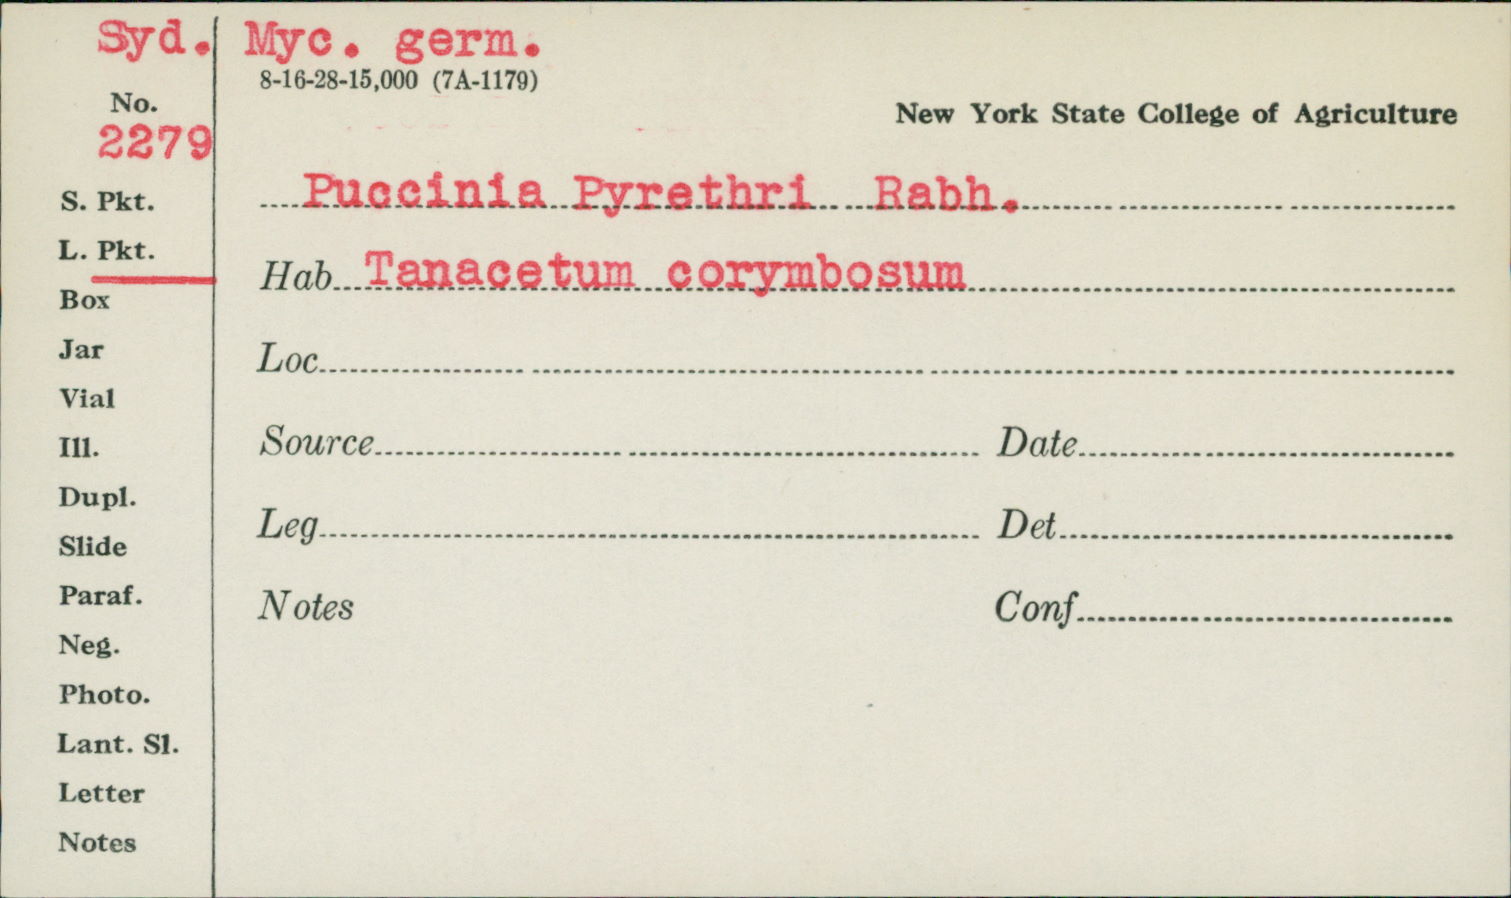 Syd. Myc. germ.
8-16-28-15,000 (7A-1179)
No.
2279
New York State College of Agriculture
S. Pkt.
Puccinia Pyrethri Rabh.
L. Pkt.
Hab Tanacetum corymbosum
Box
Jar
Loc
Vial
Ill.
Source
Date
Dupl.
Slide
Leg
Det
Paraf.
Notes
Conf
Neg.
Photo.
Lant. Sl.
Letter
Notes